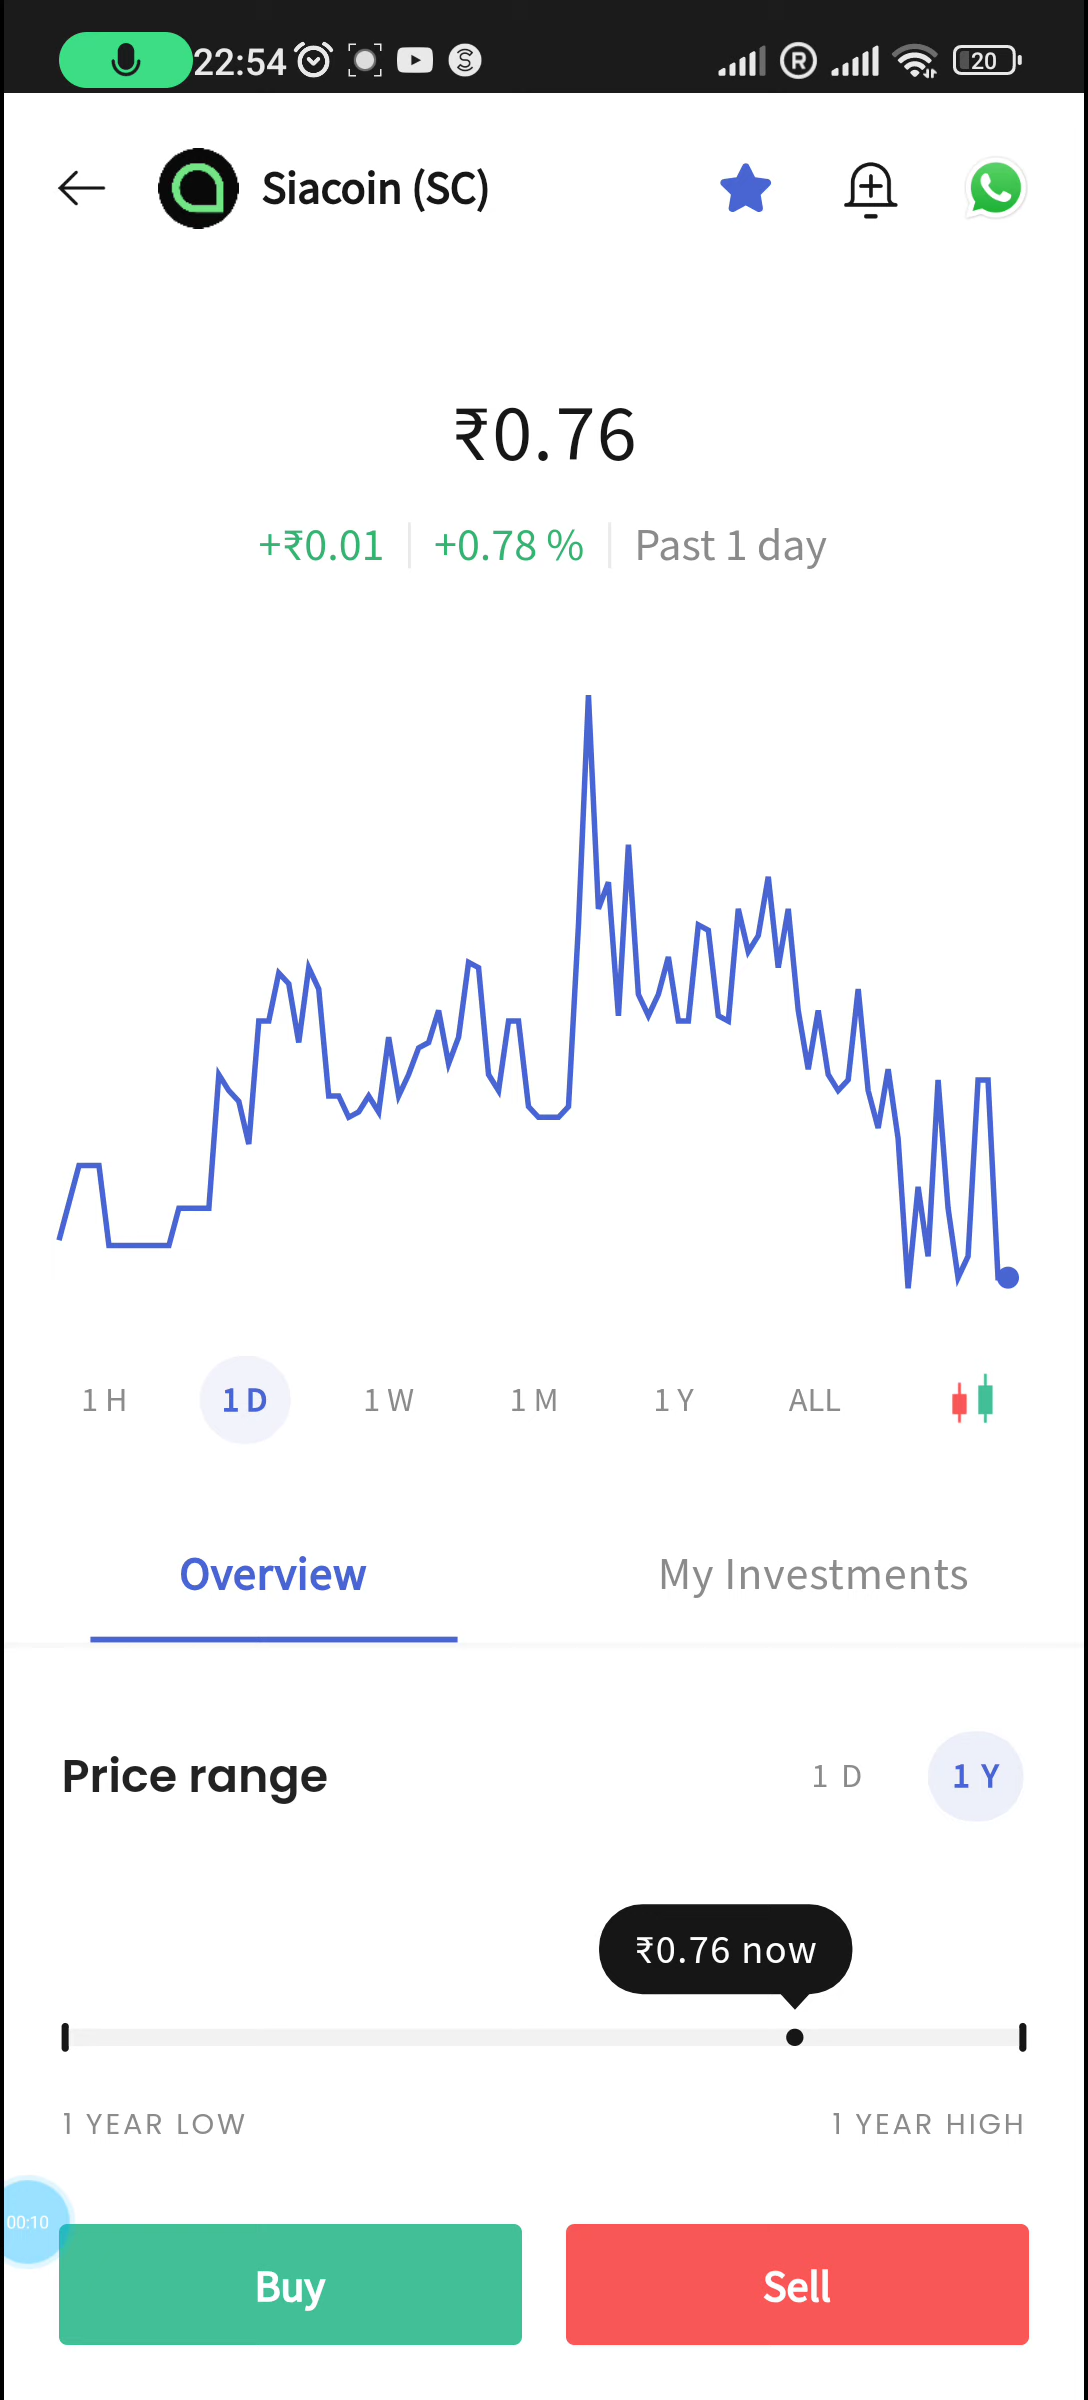 22:54 20
Siacoin (SC)
₹0.76
+₹0.01 +0.78 % Past 1 day
1 H 1 D 1 W 1 M 1 Y ALL
Overview My Investments
Price range 1 D 1 Y
₹0.76 now
1 YEAR LOW 1 YEAR HIGH
00:10
Buy Sell